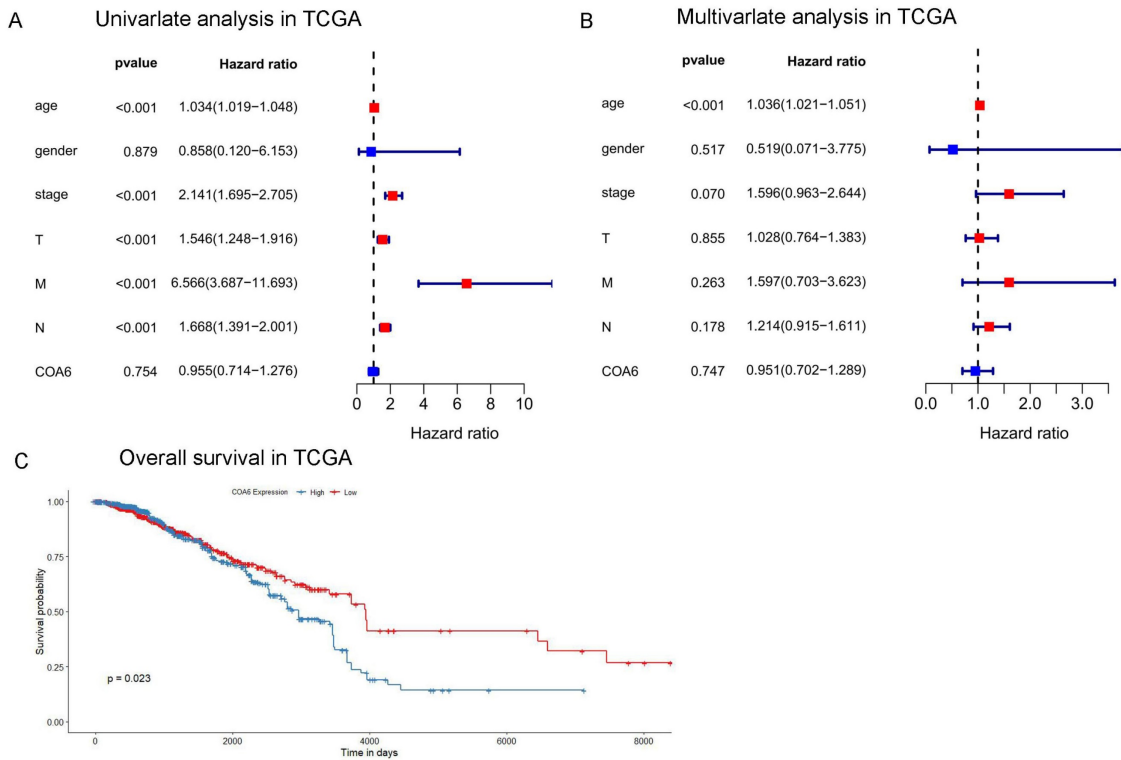 A
Univarlate analysis in TCGA
pvalue Hazard ratio
age <0.001 1.034(1.019−1.048)
gender 0.879 0.858(0.120−6.153)
stage <0.001 2.141(1.695−2.705)
T <0.001 1.546(1.248−1.916)
M <0.001 6.566(3.687−11.693)
N <0.001 1.668(1.391−2.001)
COA6 0.754 0.955(0.714−1.276)
0 2 4 6 8 10
Hazard ratio
B
Multivarlate analysis in TCGA
pvalue Hazard ratio
age <0.001 1.036(1.021−1.051)
gender 0.517 0.519(0.071−3.775)
stage 0.070 1.596(0.963−2.644)
T 0.855 1.028(0.764−1.383)
M 0.263 1.597(0.703−3.623)
N 0.178 1.214(0.915−1.611)
COA6 0.747 0.951(0.702−1.289)
0.0 1.0 2.0 3.0
Hazard ratio
C
Overall survival in TCGA
COA6 Expression High Low
1.00
0.75
0.50
0.25
0.00
Survival probability
p = 0.023
0 2000 4000 6000 8000
Time in days